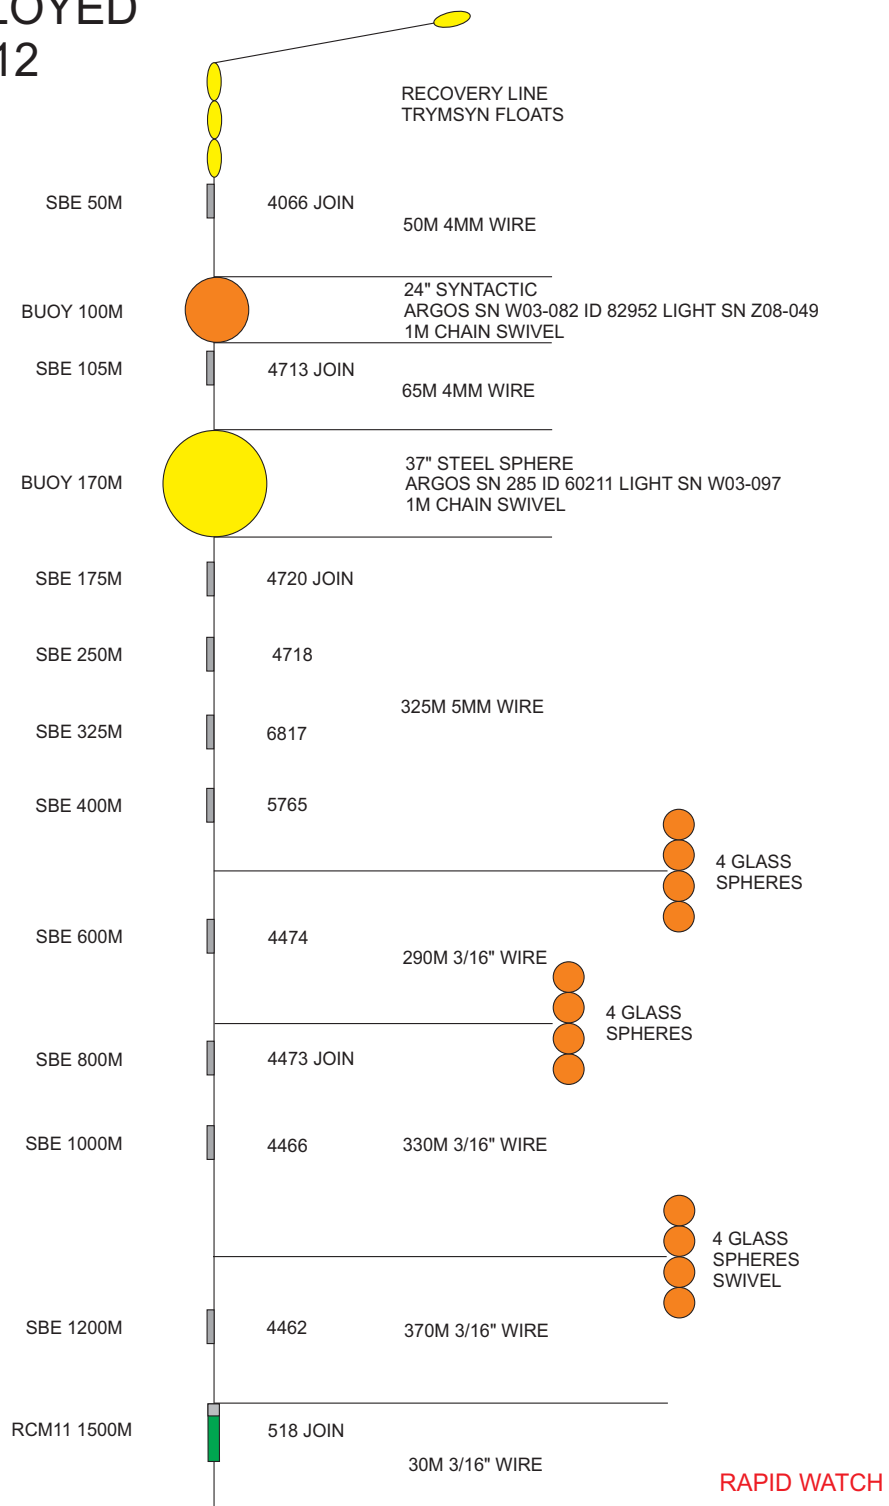 LOYED
12
RECOVERY LINE
TRYMSYN FLOATS
SBE 50M
4066 JOIN
50M 4MM WIRE
24" SYNTACTIC
BUOY 100M
ARGOS SN W03-082 ID 82952 LIGHT SN Z08-049
1M CHAIN SWIVEL
SBE 105M
4713 JOIN
65M 4MM WIRE
37" STEEL SPHERE
BUOY 170M
ARGOS SN 285 ID 60211 LIGHT SN W03-097
1M CHAIN SWIVEL
SBE 175M
4720 JOIN
SBE 250M
4718
325M 5MM WIRE
SBE 325M
6817
SBE 400M
5765
4 GLASS
SPHERES
SBE 600M
4474
290M 3/16" WIRE
4 GLASS
SPHERES
SBE 800M
4473 JOIN
SBE 1000M
4466
330M 3/16" WIRE
4 GLASS
SPHERES
SWIVEL
SBE 1200M
4462
370M 3/16" WIRE
RCM11 1500M
518 JOIN
30M 3/16" WIRE
RAPID WATCH